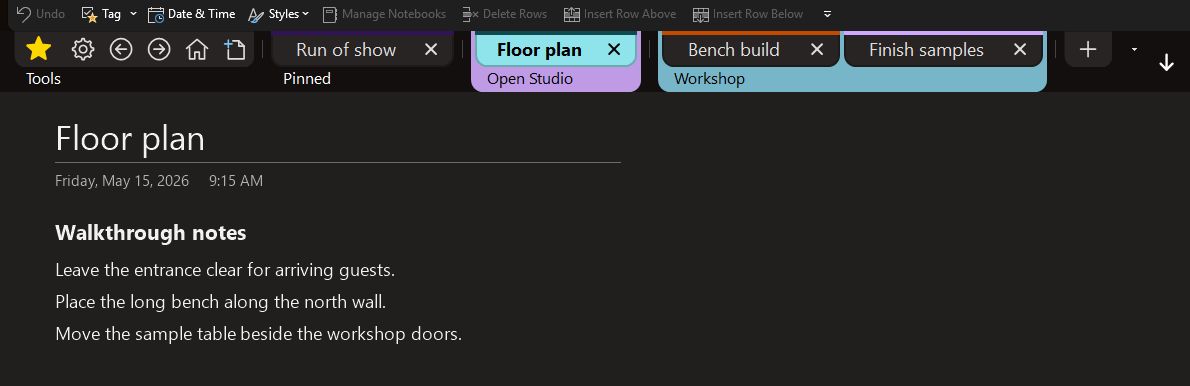 Undo Tag Date & Time Styles Manage Notebooks Delete Rows Insert Row Above Insert Row Below
Run of show Floor plan Bench build Finish samples
Tools Pinned Open Studio Workshop
Floor plan
Friday, May 15, 2026 9:15 AM
Walkthrough notes
Leave the entrance clear for arriving guests.
Place the long bench along the north wall.
Move the sample table beside the workshop doors.